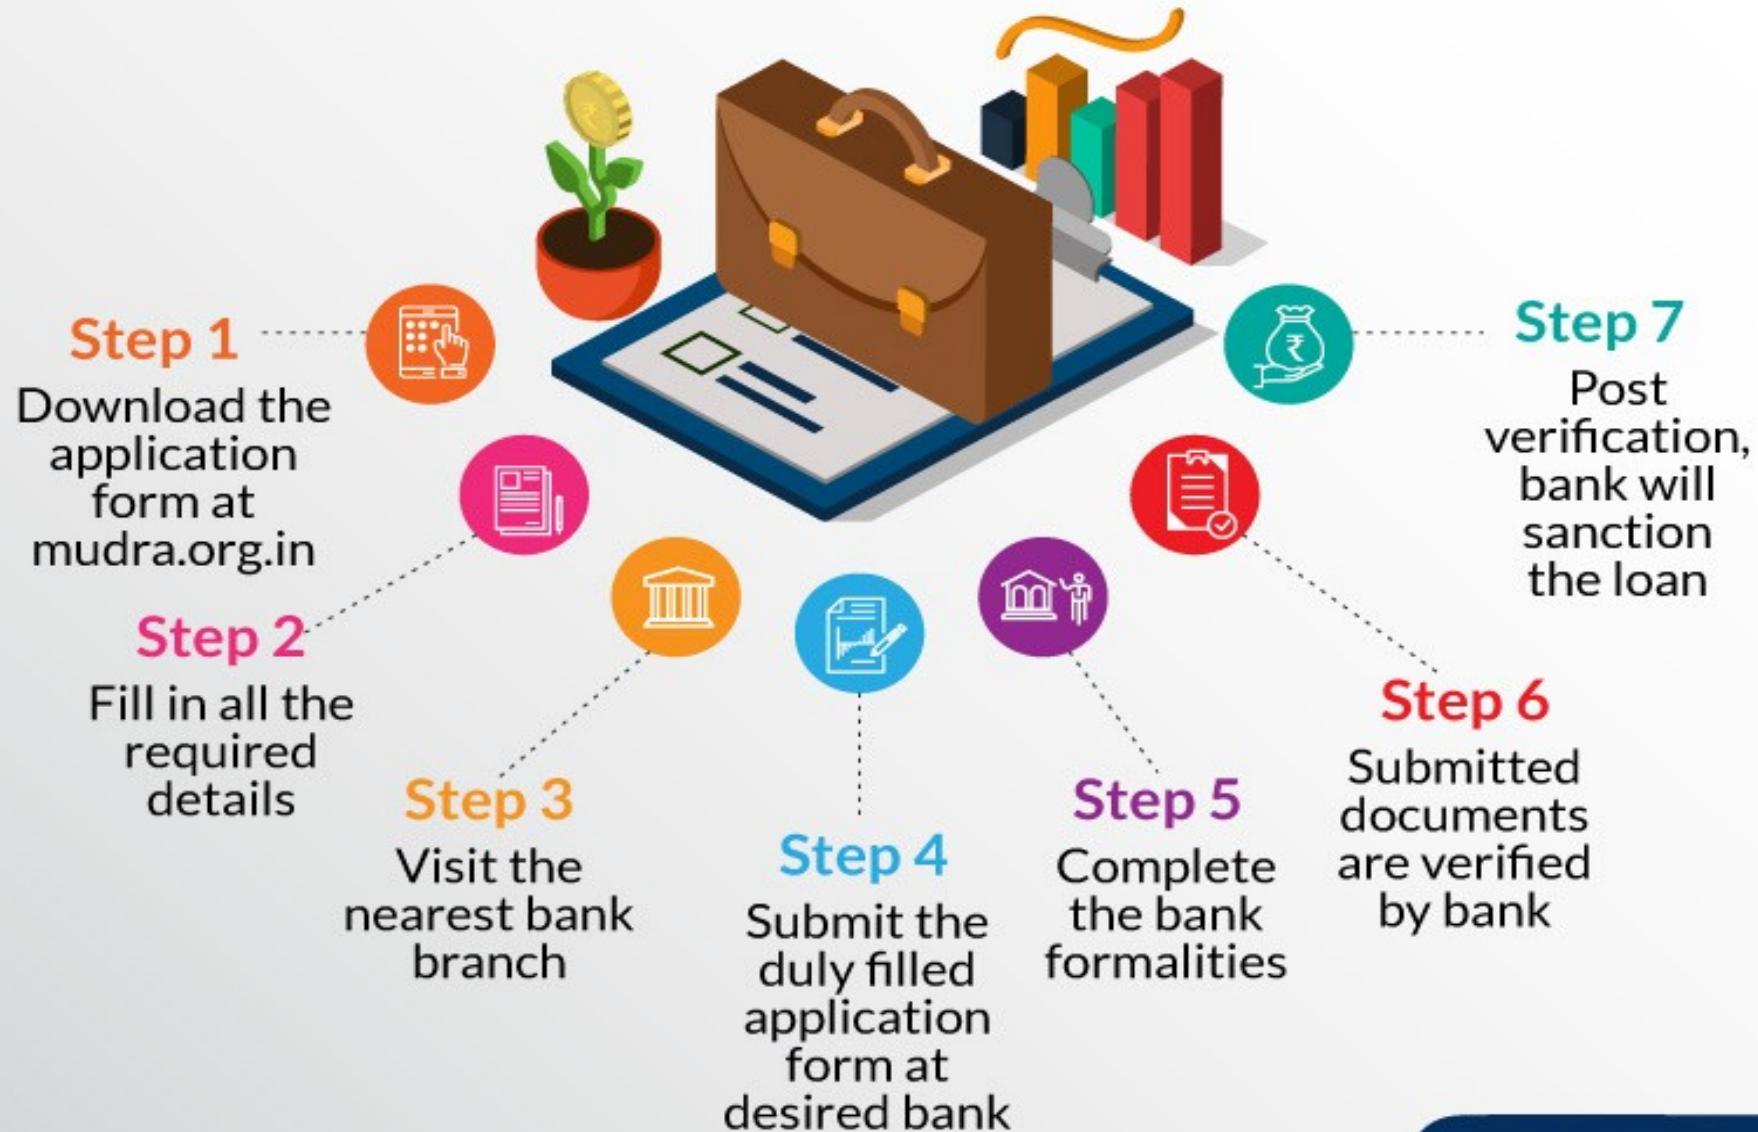 Step 1
Download the
application
form at
mudra.org.in
Step 2
Fill in all the
required
details
Step 3
Visit the
nearest bank
branch
Step 4
Submit the
duly filled
application
form at
desired bank
Step 5
Complete
the bank
formalities
Step 6
Submitted
documents
are verified
by bank
Step 7
Post
verification,
bank will
sanction
the loan
₹
₹